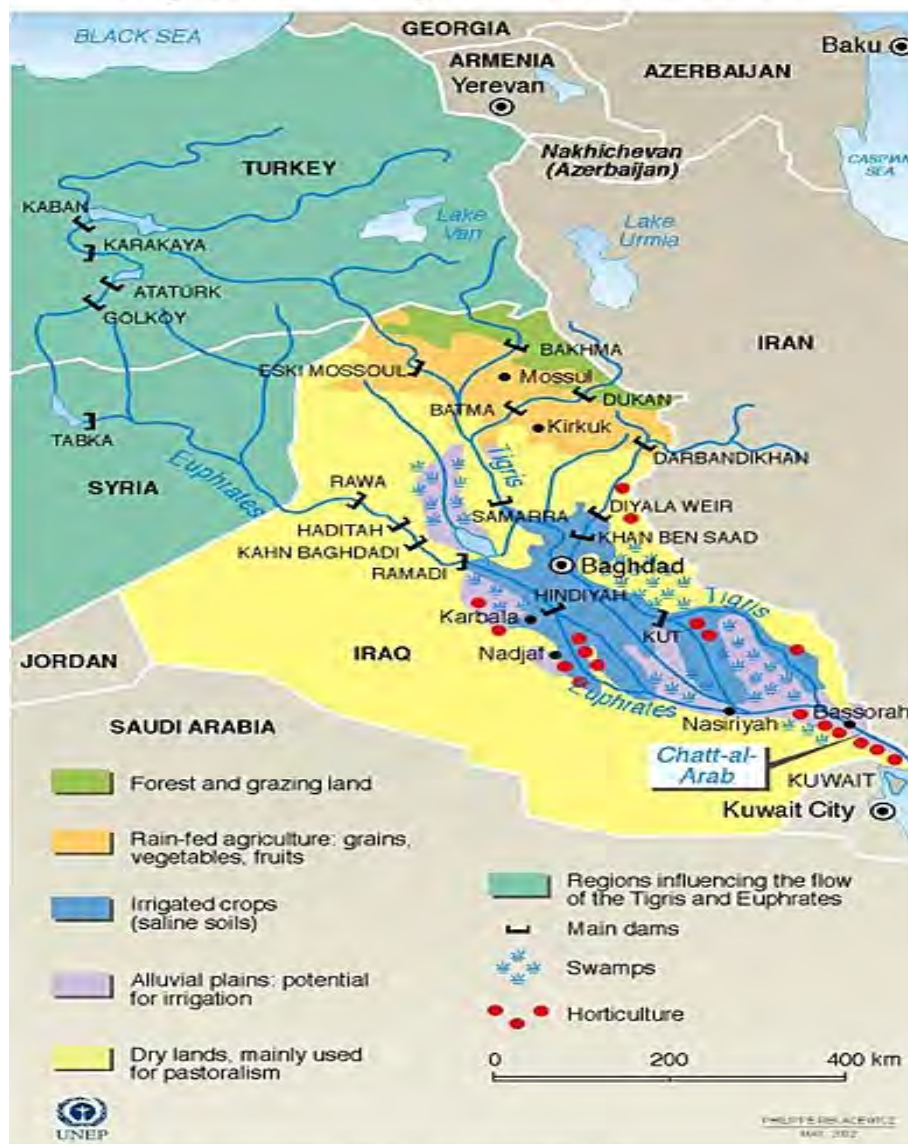 BLACK SEA
GEORGIA
Baku
ARMENIA
Yerevan
AZERBAIJAN
Nakhichevan
(Azerbaijan)
CASPIAN
SEA
TURKEY
KABAN
Lake
Van
Lake
Urmia
KARAKAYA
ATATÜRK
GOLKOY
IRAN
BAKHMA
ESKI MOSSOUL
Mossul
DUKAN
BATMA
Kirkuk
TABKA
DARBANDIKHAN
Euphrates
Tigris
SYRIA
RAWA
SAMARRA
DIYALA WEIR
HADITAH
KHAN BEN SAAD
KAHN BAGHDADI
Baghdad
RAMADI
HINDIYAH
Tigris
Karbala
KUT
JORDAN
IRAQ
Nadjaf
Euphrates
Nasiriyah
Bassorah
SAUDI ARABIA
Chatt-al-
Arab
KUWAIT
Kuwait City
Forest and grazing land
Rain-fed agriculture: grains,
vegetables, fruits
Irrigated crops
(saline soils)
Alluvial plains: potential
for irrigation
Dry lands, mainly used
for pastoralism
Regions influencing the flow
of the Tigris and Euphrates
Main dams
Swamps
Horticulture
0 200 400 km
UNEP
PHILIPPE REKACEWICZ
MAY 2002